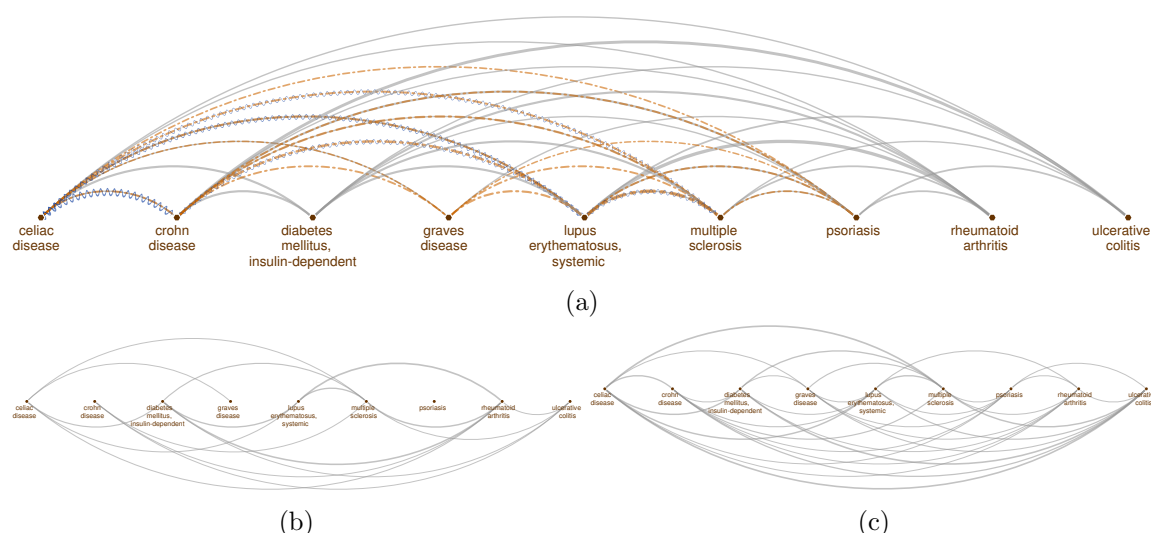 celiac
disease
crohn
disease
diabetes
mellitus,
insulin-dependent
graves
disease
lupus
erythematosus,
systemic
multiple
sclerosis
psoriasis
rheumatoid
arthritis
ulcerative
colitis
(a)
celiac
disease
crohn
disease
diabetes
mellitus,
insulin-dependent
graves
disease
lupus
erythematosus,
systemic
multiple
sclerosis
psoriasis
rheumatoid
arthritis
ulcerative
colitis
(b)
celiac
disease
crohn
disease
diabetes
mellitus,
insulin-dependent
graves
disease
lupus
erythematosus,
systemic
multiple
sclerosis
psoriasis
rheumatoid
arthritis
ulcerative
colitis
(c)